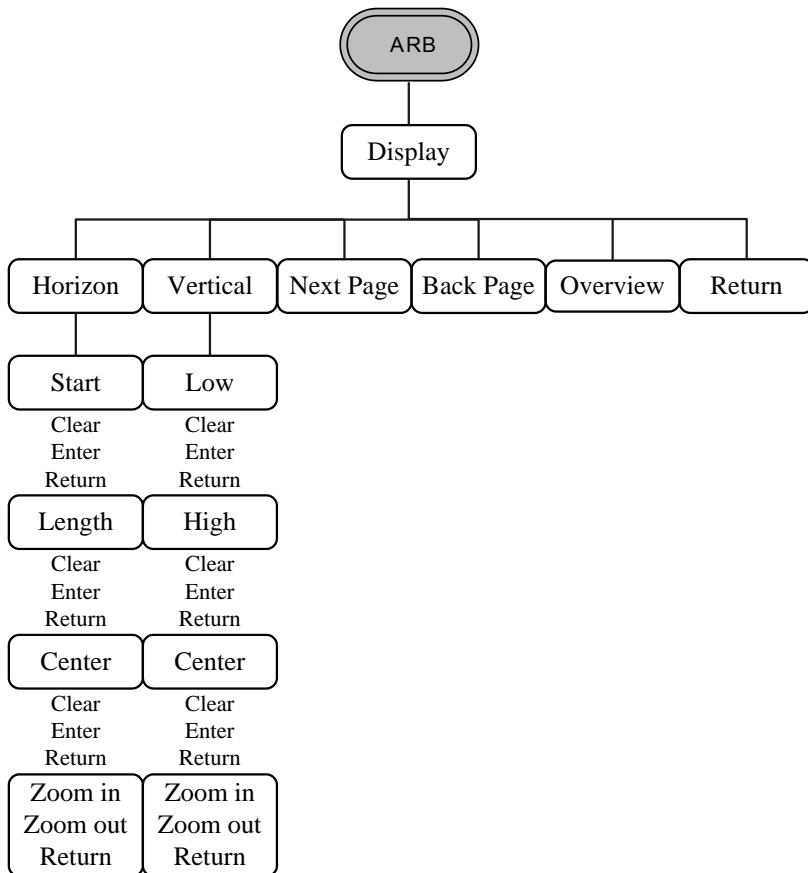 ARB
Display
Horizon
Vertical
Next Page
Back Page
Overview
Return
Start
Clear
Enter
Return
Length
Clear
Enter
Return
Center
Clear
Enter
Return
Zoom in
Zoom out
Return
Low
Clear
Enter
Return
High
Clear
Enter
Return
Center
Clear
Enter
Return
Zoom in
Zoom out
Return